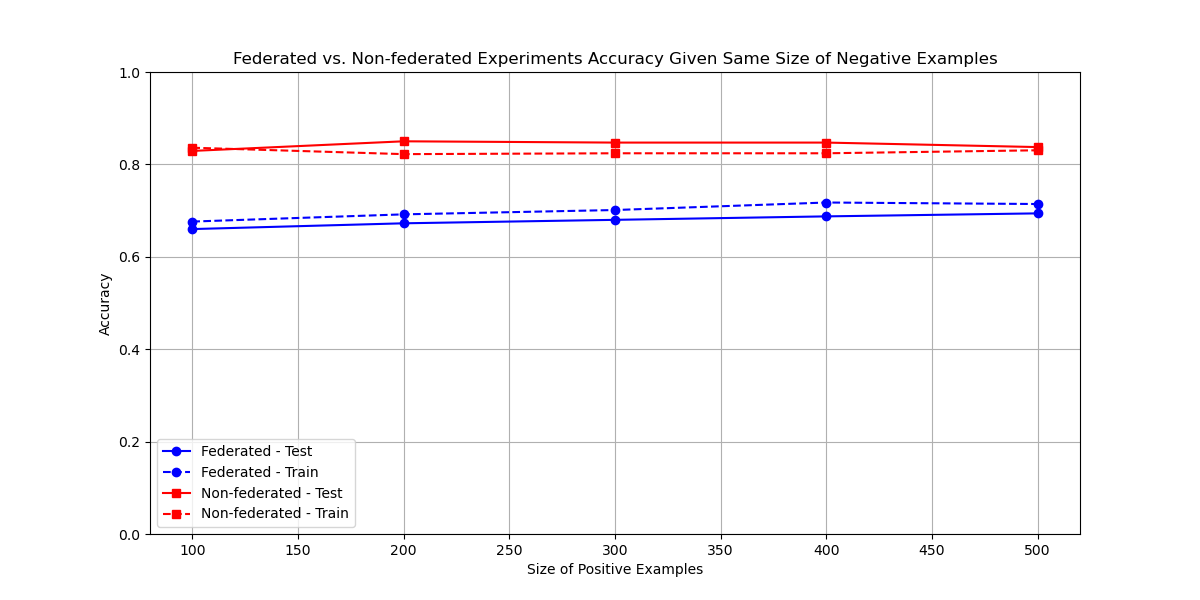 Federated vs. Non-federated Experiments Accuracy Given Same Size of Negative Examples
1.0
0.8
0.6
0.4
0.2
0.0
Accuracy
Federated - Test
Federated - Train
Non-federated - Test
Non-federated - Train
100 150 200 250 300 350 400 450 500
Size of Positive Examples